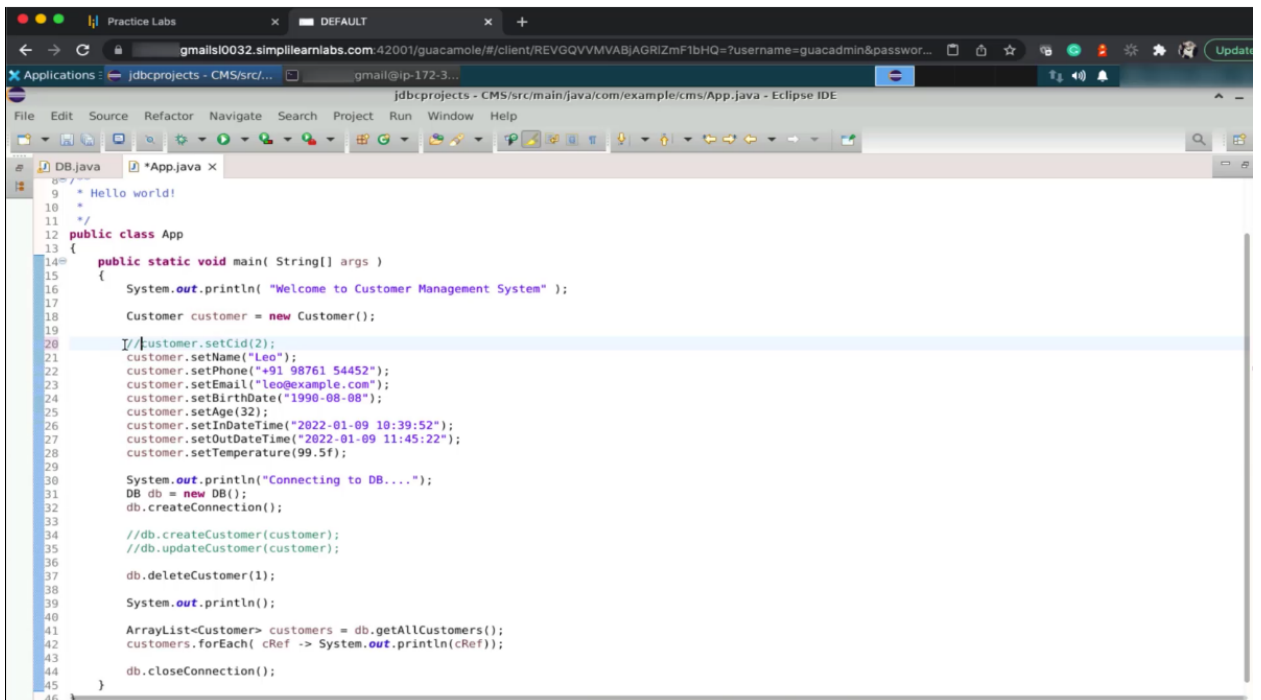 Practice Labs
DEFAULT
gmailsl0032.simplilearnlabs.com:42001/guacamole/#/client/REVGQVVMVABjAGRIZmF1bHQ=?username=guacadmin&passwor...
Update
Applications : jdbcprojects - CMS/src/... gmail@ip-172-3...
jdbcprojects - CMS/src/main/java/com/example/cms/App.java - Eclipse IDE
File Edit Source Refactor Navigate Search Project Run Window Help
DB.java *App.java
8 /**
9 * Hello world!
10 *
11 */
12 public class App
13 {
14 public static void main( String[] args )
15 {
16 System.out.println( "Welcome to Customer Management System" );
17
18 Customer customer = new Customer();
19
20 //customer.setCid(2);
21 customer.setName("Leo");
22 customer.setPhone("+91 98761 54452");
23 customer.setEmail("leo@example.com");
24 customer.setBirthDate("1990-08-08");
25 customer.setAge(32);
26 customer.setInDateTime("2022-01-09 10:39:52");
27 customer.setOutDateTime("2022-01-09 11:45:22");
28 customer.setTemperature(99.5f);
29
30 System.out.println("Connecting to DB....");
31 DB db = new DB();
32 db.createConnection();
33
34 //db.createCustomer(customer);
35 //db.updateCustomer(customer);
36
37 db.deleteCustomer(1);
38
39 System.out.println();
40
41 ArrayList<Customer> customers = db.getAllCustomers();
42 customers.forEach( cRef -> System.out.println(cRef));
43
44 db.closeConnection();
45 }
46 }